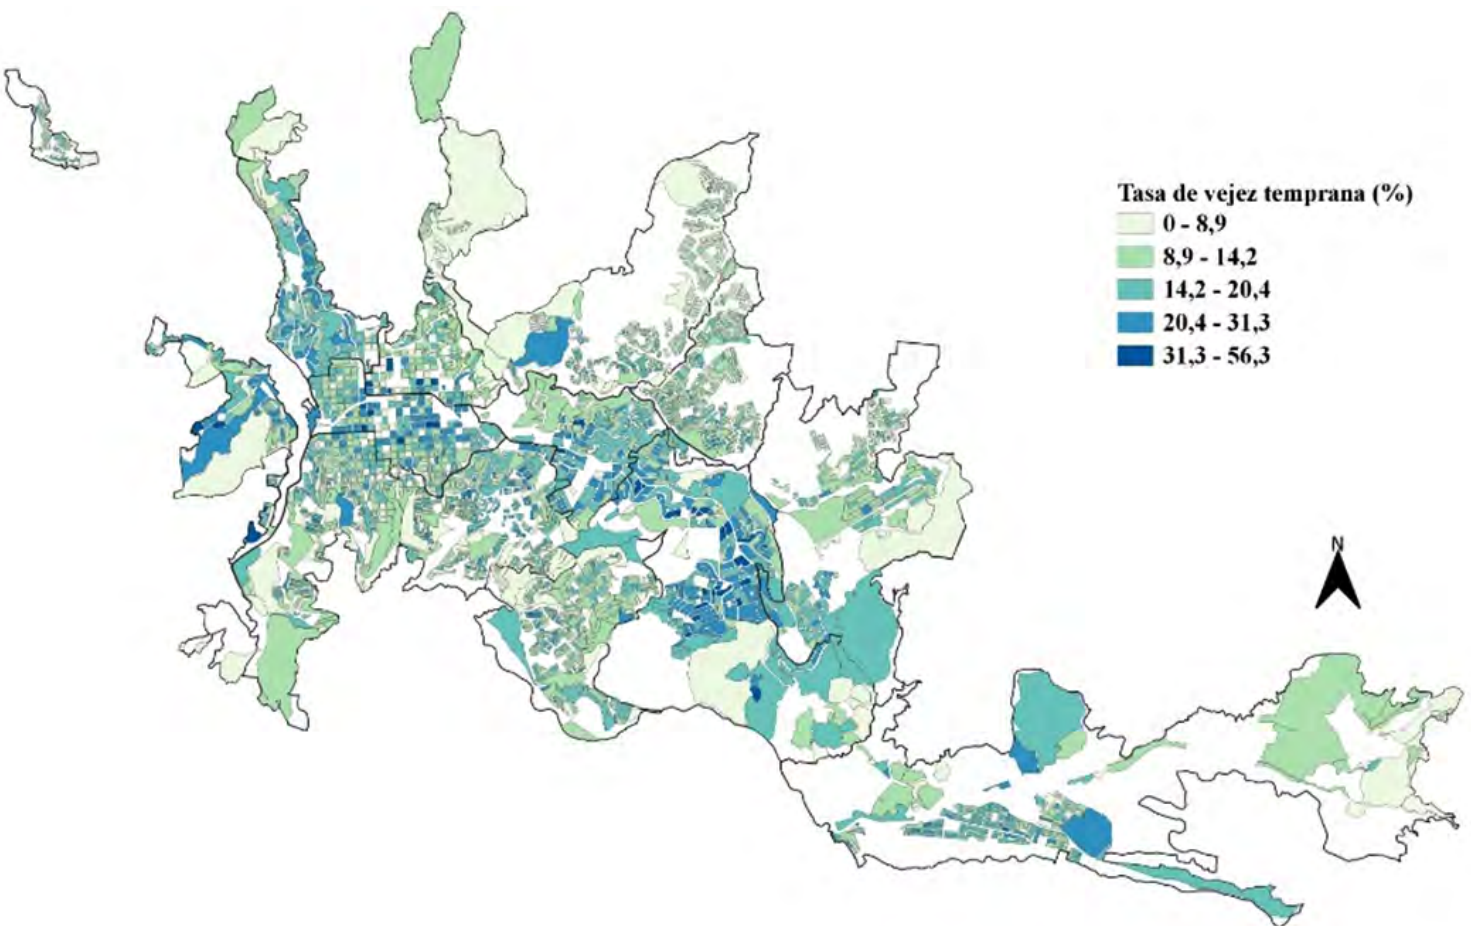 Tasa de vejez temprana (%)
0 - 8,9
8,9 - 14,2
14,2 - 20,4
20,4 - 31,3
31,3 - 56,3
N